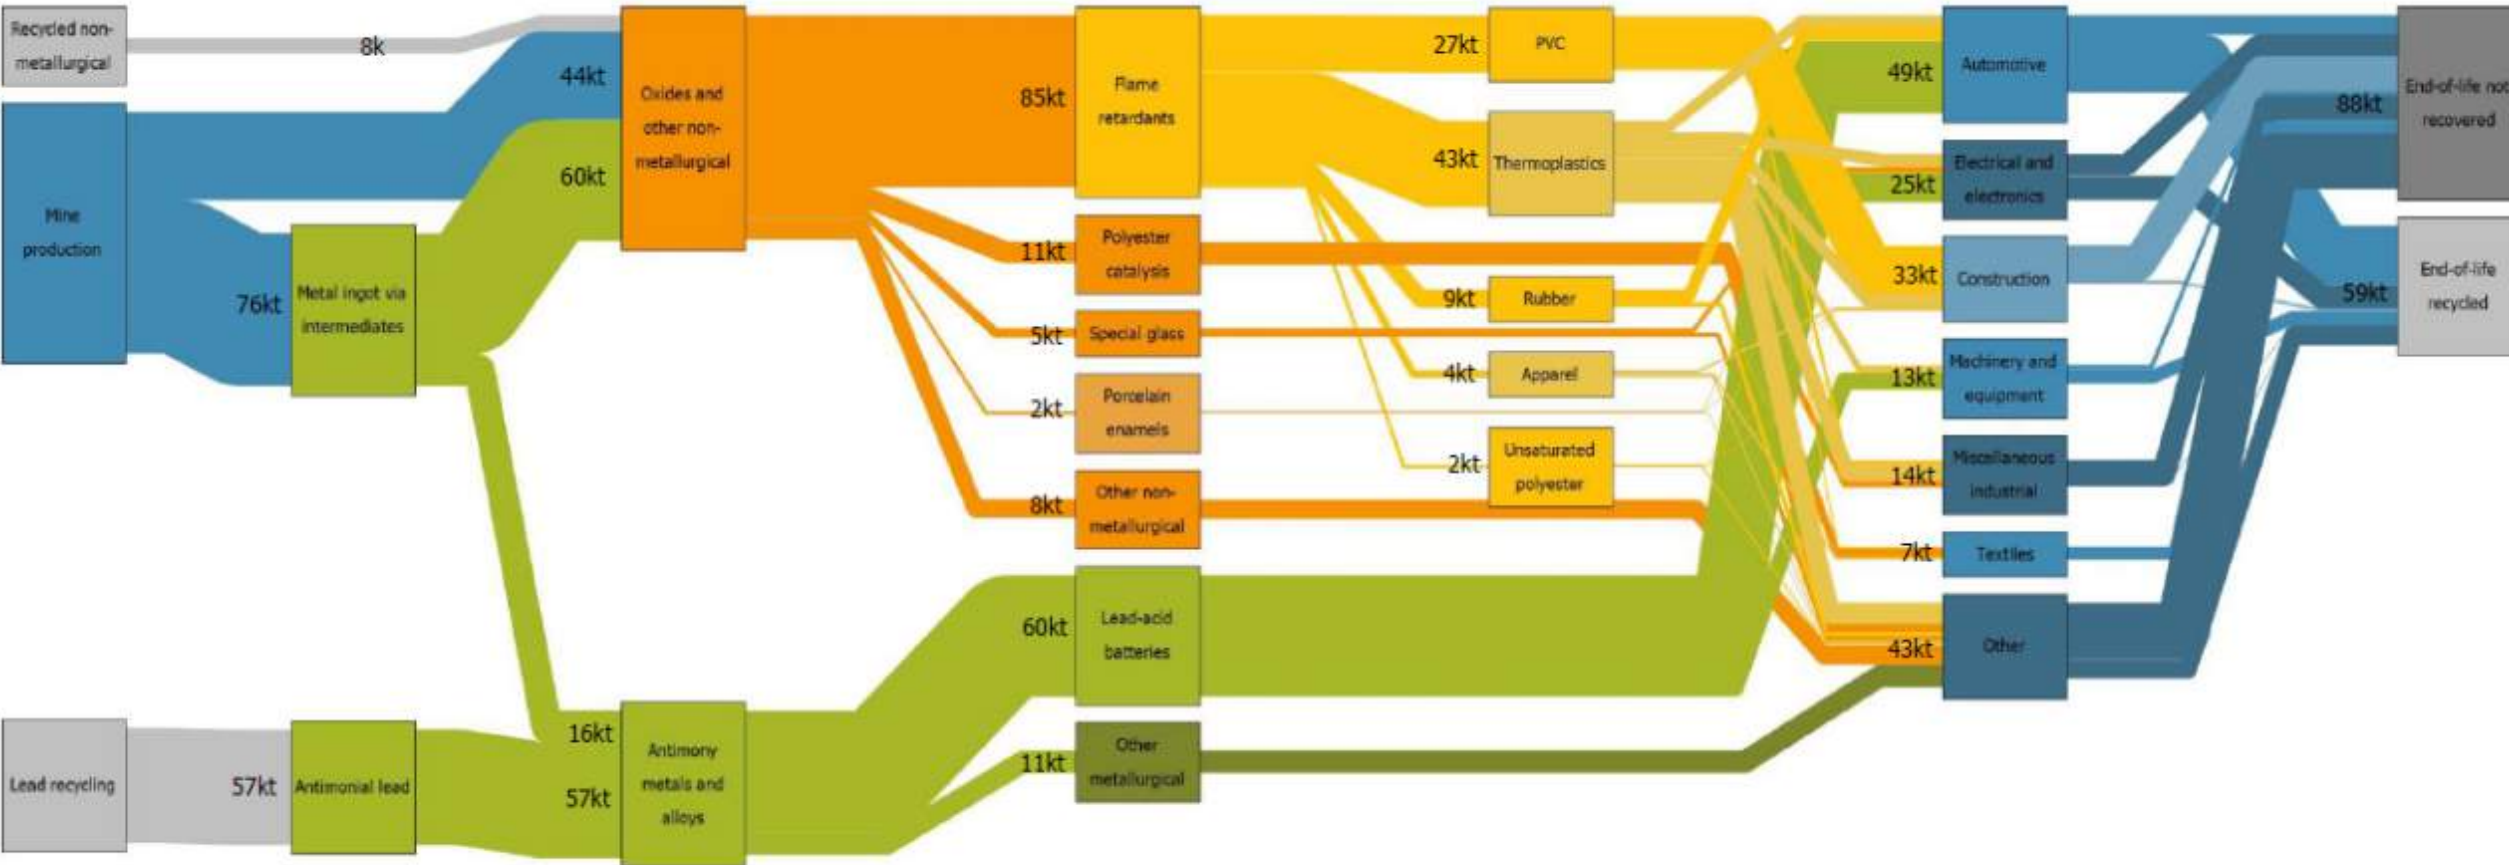 Recycled non-
metallurgical
8k
Mine
production
76kt
Metal ingot via
intermediates
Lead recycling
57kt
Antimonial lead
44kt
60kt
Oxides and
other non-
metallurgical
16kt
57kt
Antimony
metals and
alloys
85kt
Flame
retardants
11kt
Polyester
catalysis
5kt
Special glass
2kt
Porcelain
enamels
8kt
Other non-
metallurgical
60kt
Lead-acid
batteries
11kt
Other
metallurgical
27kt
PVC
43kt
Thermoplastics
9kt
Rubber
4kt
Apparel
2kt
Unsaturated
polyester
49kt
Automotive
25kt
Electrical and
electronics
33kt
Construction
13kt
Machinery and
equipment
14kt
Miscellaneous
industrial
7kt
Textiles
43kt
Other
88kt
End-of-life not
recovered
59kt
End-of-life
recycled